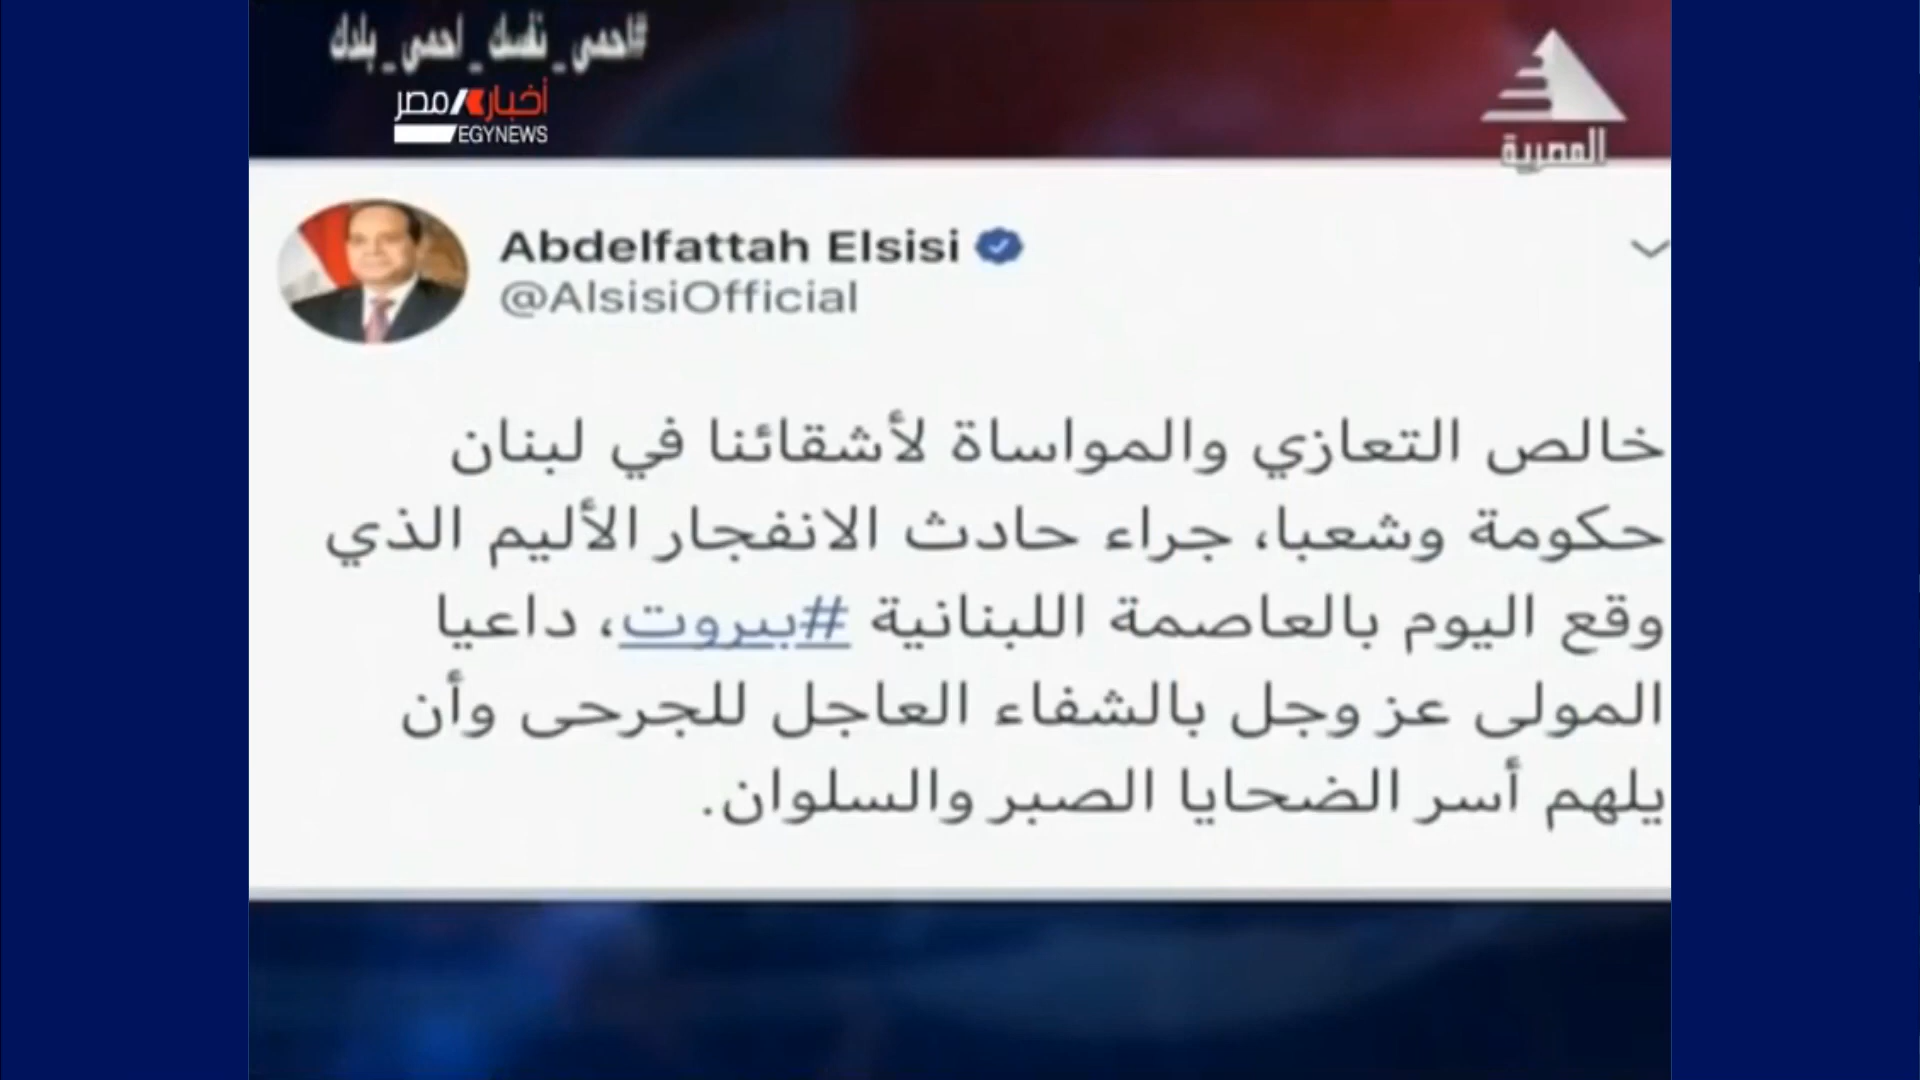 #احمى_نفسك_احمى_بلدك
أخبار مصر
EGYNEWS
المصرية
Abdelfattah Elsisi
@AlsisiOfficial
خالص التعازي والمواساة لأشقائنا في لبنان
حكومة وشعبا، جراء حادث الانفجار الأليم الذي
وقع اليوم بالعاصمة اللبنانية #بيروت، داعيا
المولى عز وجل بالشفاء العاجل للجرحى وأن
يلهم أسر الضحايا الصبر والسلوان.